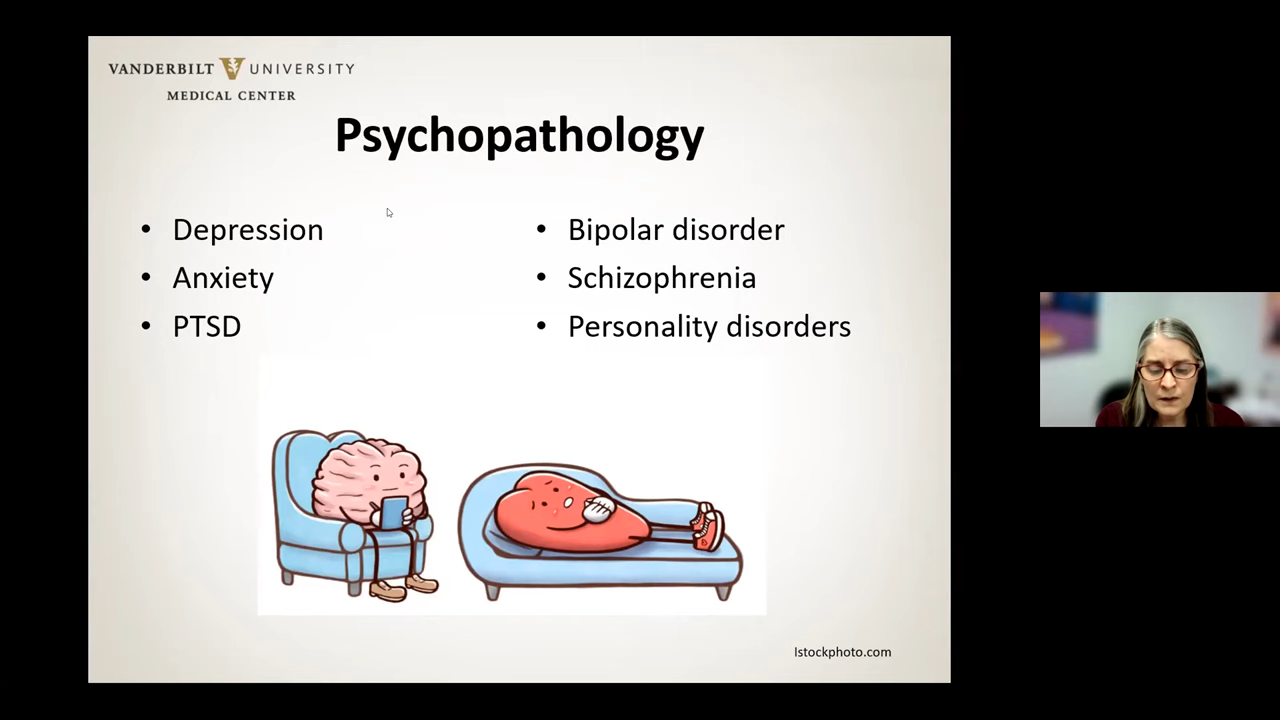 VANDERBILT UNIVERSITY
MEDICAL CENTER
Psychopathology
• Depression
• Anxiety
• PTSD
• Bipolar disorder
• Schizophrenia
• Personality disorders
Istockphoto.com